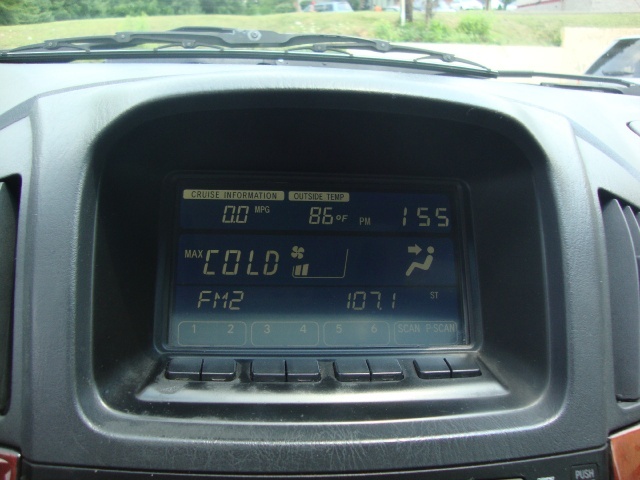 CRUISE INFORMATION OUTSIDE TEMP
0.0 MPG 86°F PM 1:55
MAX COLD
FM2 107.1 ST
1 2 3 4 5 6 SCAN P-SCAN
PUSH